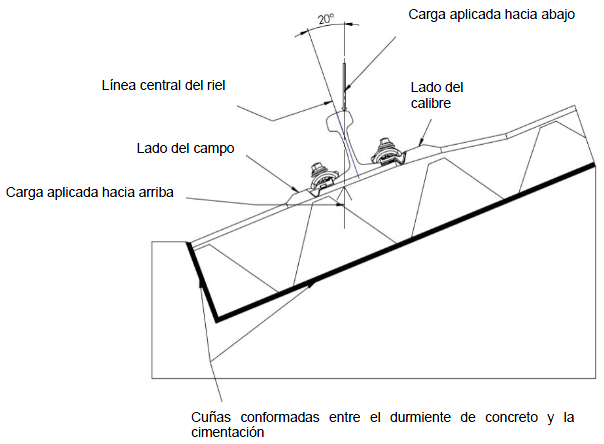 Carga aplicada hacia abajo
20°
Línea central del riel
Lado del
calibre
Lado del campo
Carga aplicada hacia arriba
Cuñas conformadas entre el durmiente de concreto y la
cimentación